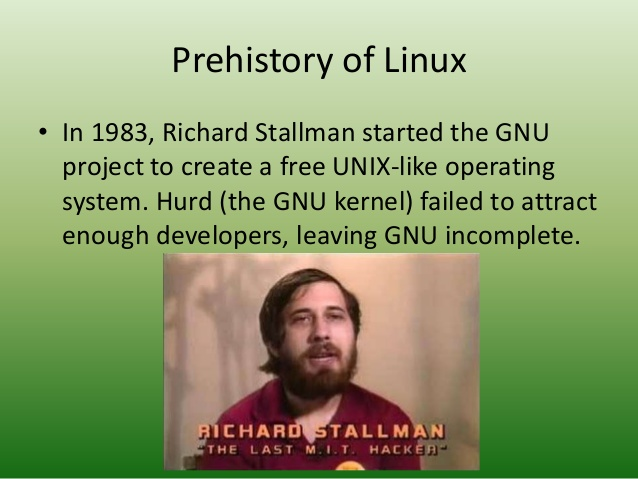 Prehistory of Linux
• In 1983, Richard Stallman started the GNU
project to create a free UNIX-like operating
system. Hurd (the GNU kernel) failed to attract
enough developers, leaving GNU incomplete.
RICHARD STALLMAN
"THE LAST M.I.T. HACKER"